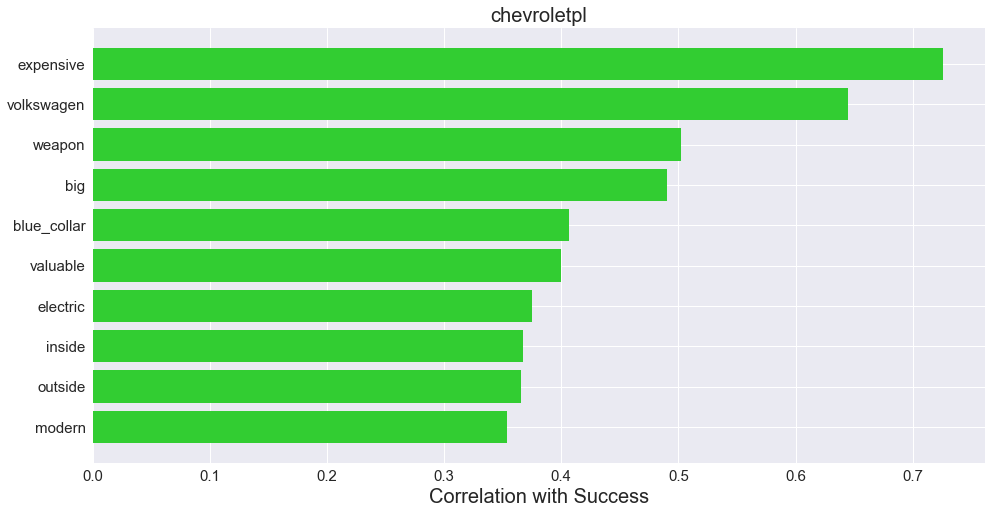 chevroletpl
expensive
volkswagen
weapon
big
blue_collar
valuable
electric
inside
outside
modern
0.0 0.1 0.2 0.3 0.4 0.5 0.6 0.7
Correlation with Success